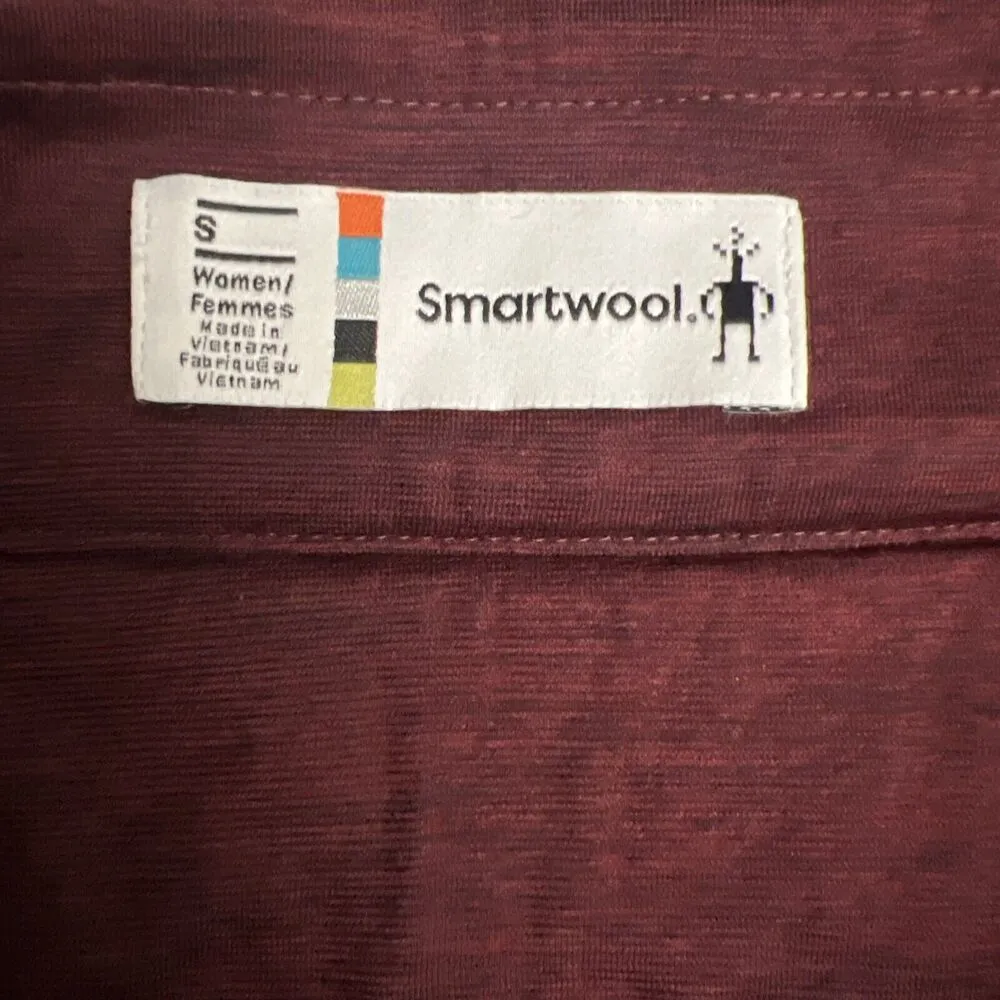 S
Women/
Femmes
Made in
Vietnam/
Fabriqué au
Vietnam
Smartwool.